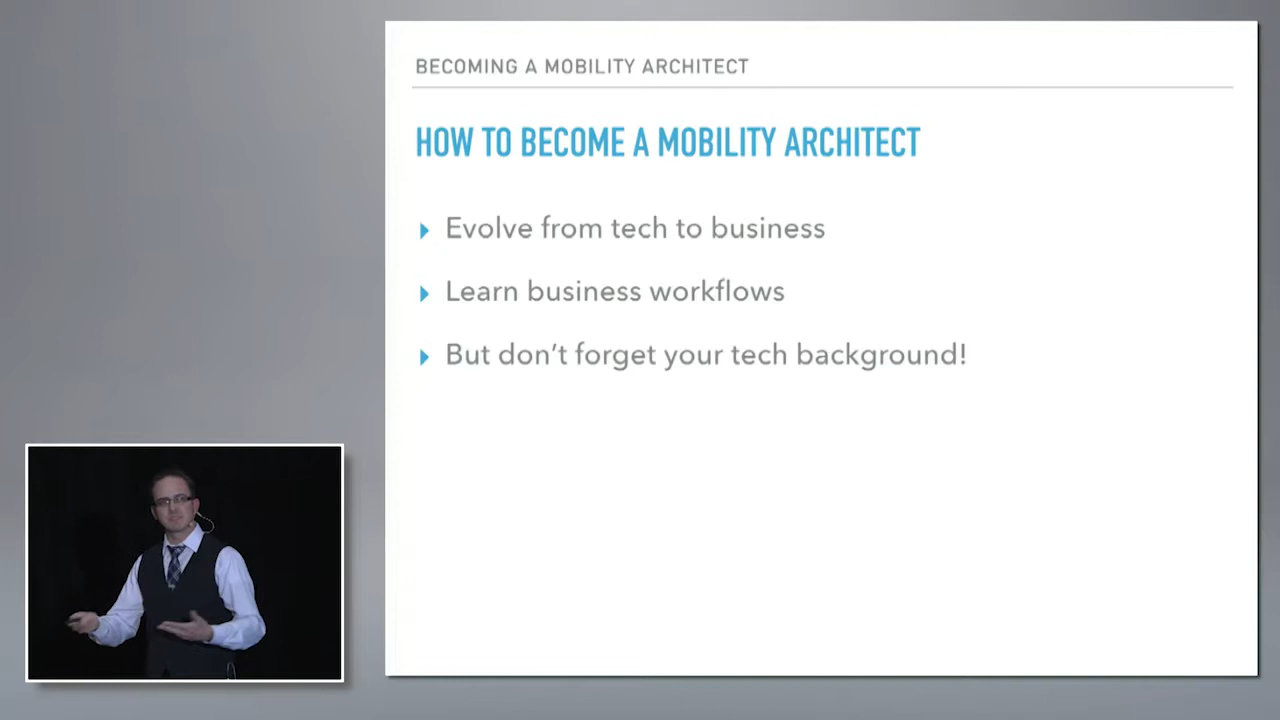 BECOMING A MOBILITY ARCHITECT
HOW TO BECOME A MOBILITY ARCHITECT
Evolve from tech to business
Learn business workflows
But don’t forget your tech background!